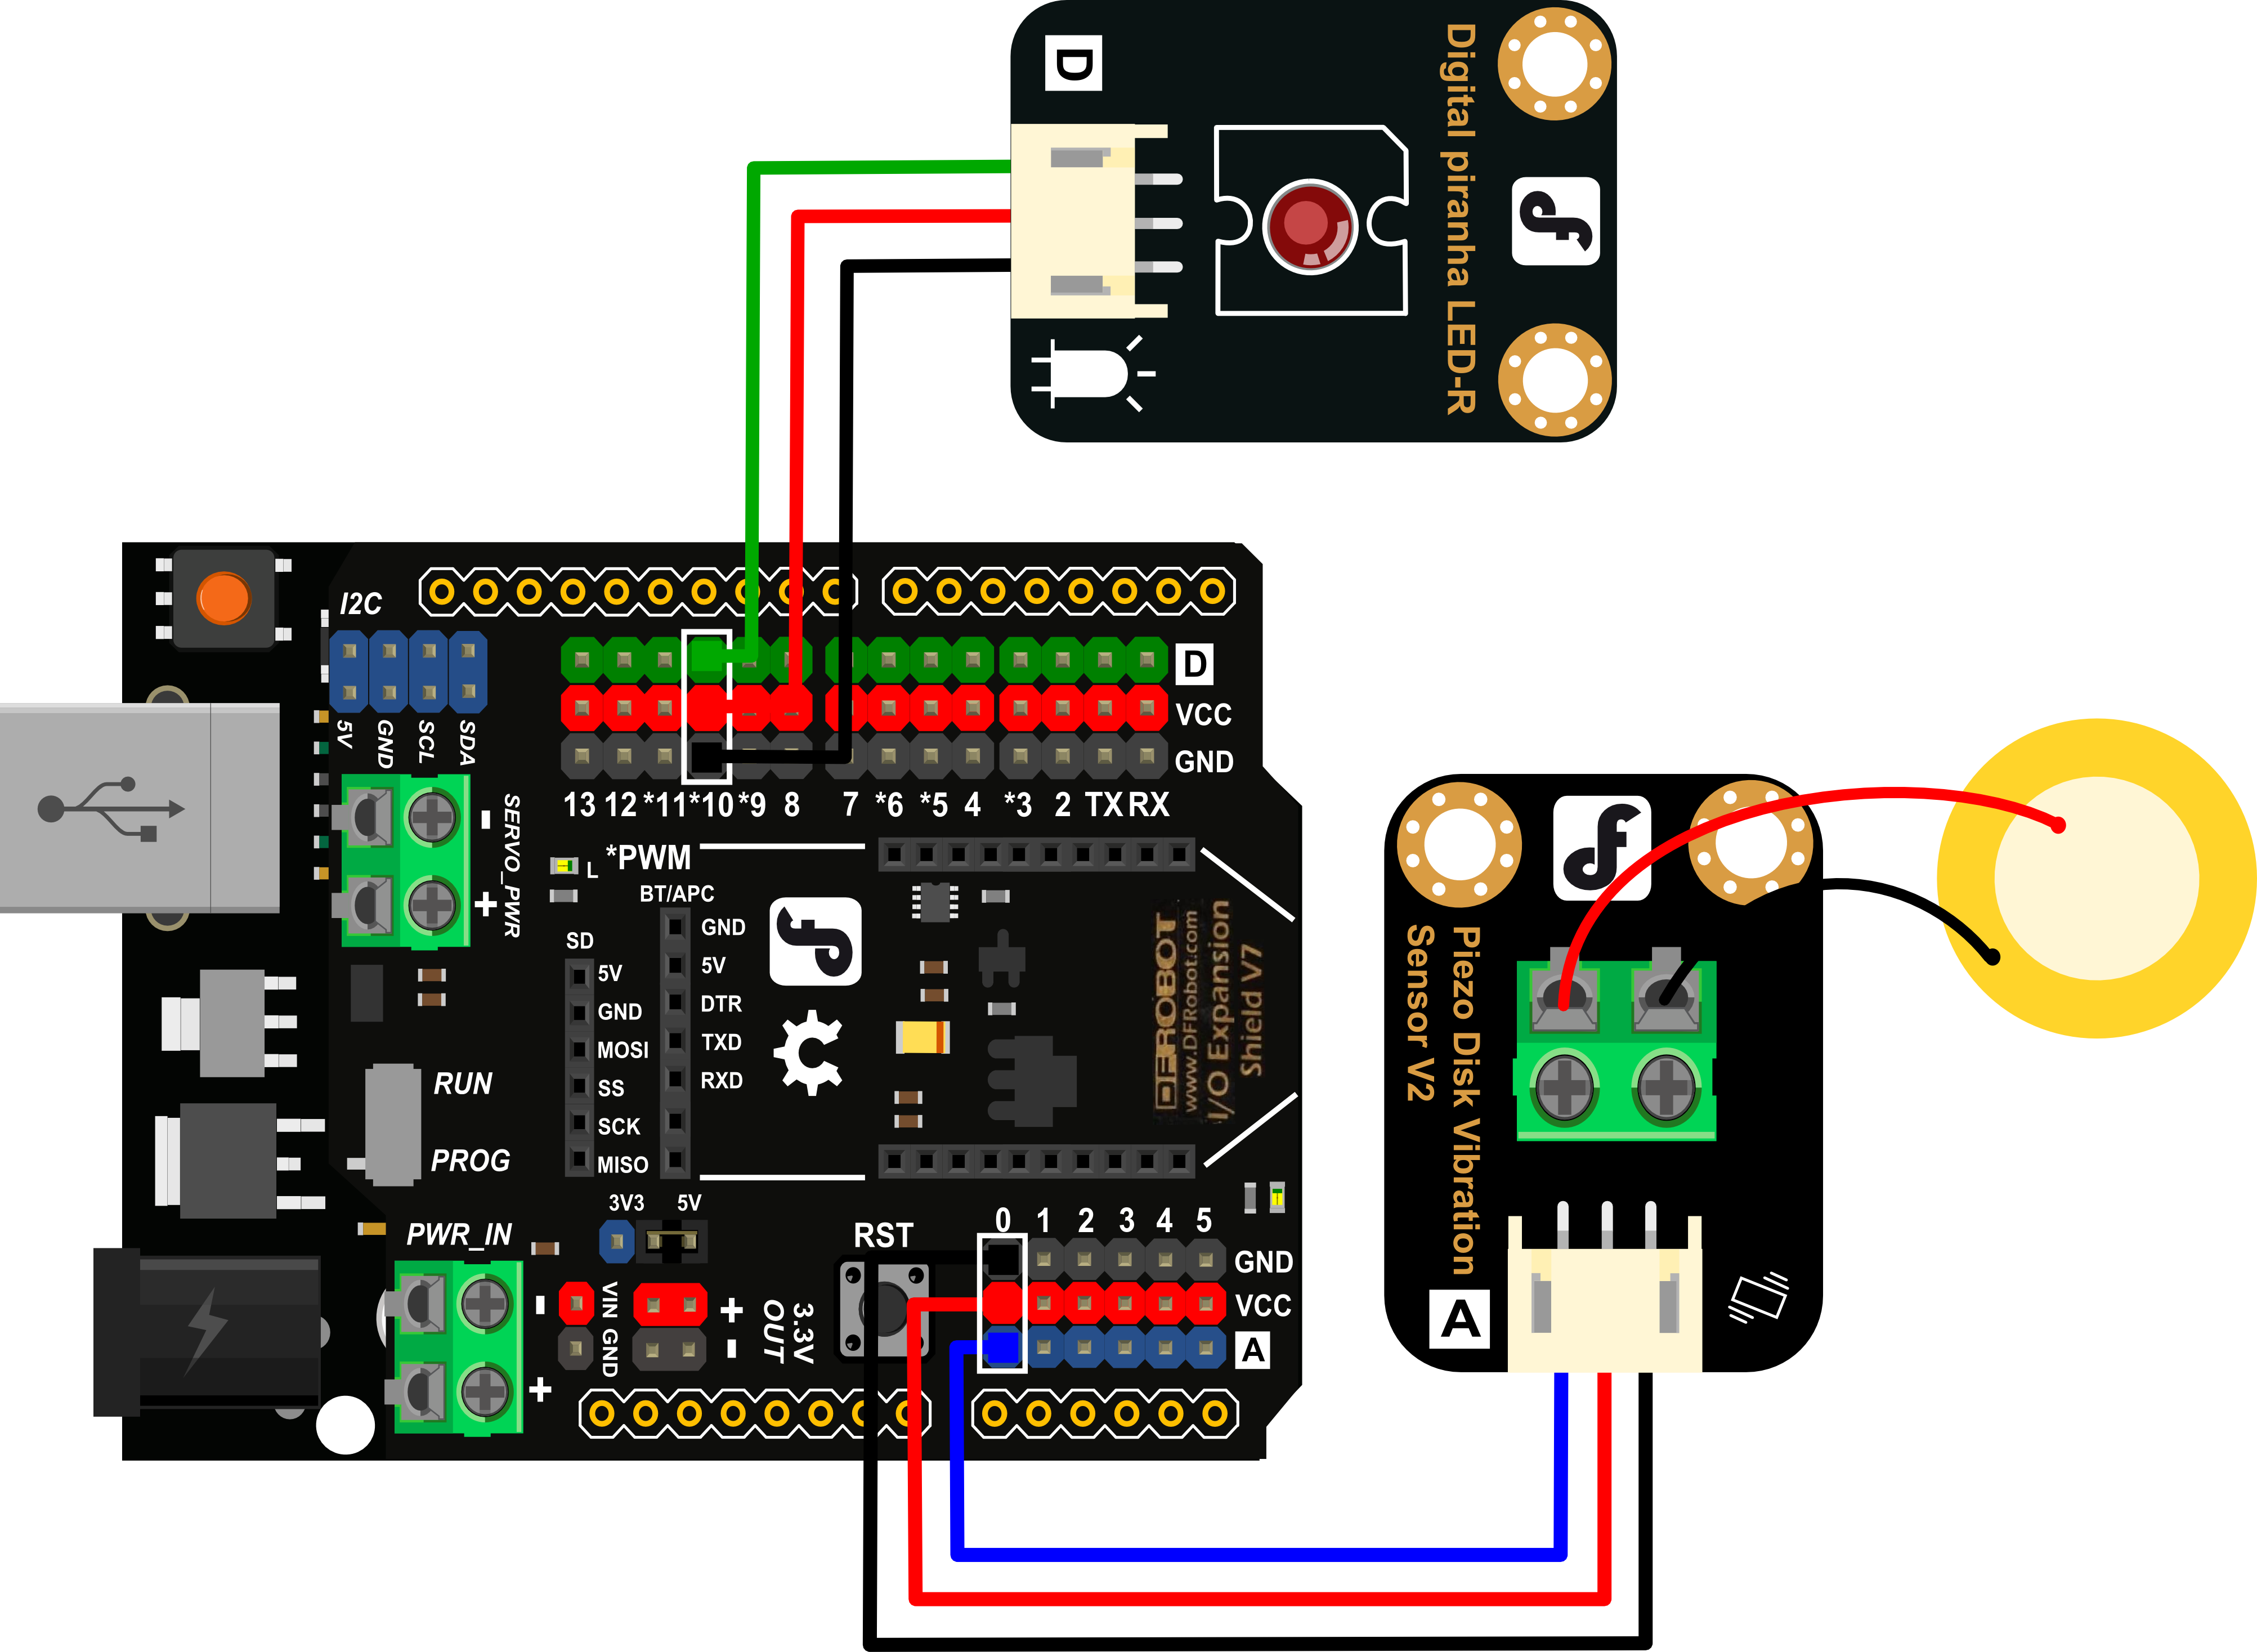 D
Digital piranha LED-R
I2C
5V
GND
SCL
SDA
D
VCC
GND
13 12 *11 *10 *9 8 7 *6 *5 4 *3 2 TX RX
- SERVO_PWR +
L
*PWM
BT/APC
GND
5V
DTR
TXD
RXD
SD
5V
GND
MOSI
SS
SCK
MISO
DFROBOT
www.DFRobot.com
I/O Expansion
Shield V7
RUN
PROG
3V3 5V
PWR_IN
-
+
VIN GND
+
-
3.3V
OUT
RST
0 1 2 3 4 5
GND
VCC
A
Piezo Disk Vibration
Sensor V2
A